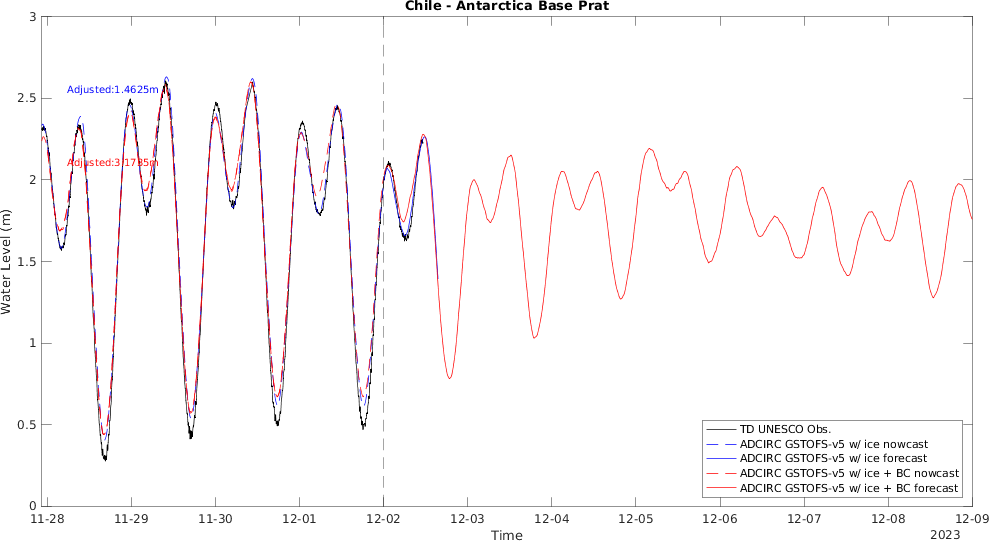 Chile - Antarctica Base Prat
3
2.5
2
1.5
1
0.5
0
Water Level (m)
Adjusted:1.4625m
Adjusted:3.1785m
TD UNESCO Obs.
ADCIRC GSTOFS-v5 w/ ice nowcast
ADCIRC GSTOFS-v5 w/ ice forecast
ADCIRC GSTOFS-v5 w/ ice + BC nowcast
ADCIRC GSTOFS-v5 w/ ice + BC forecast
11-28 11-29 11-30 12-01 12-02 12-03 12-04 12-05 12-06 12-07 12-08 12-09
Time
2023